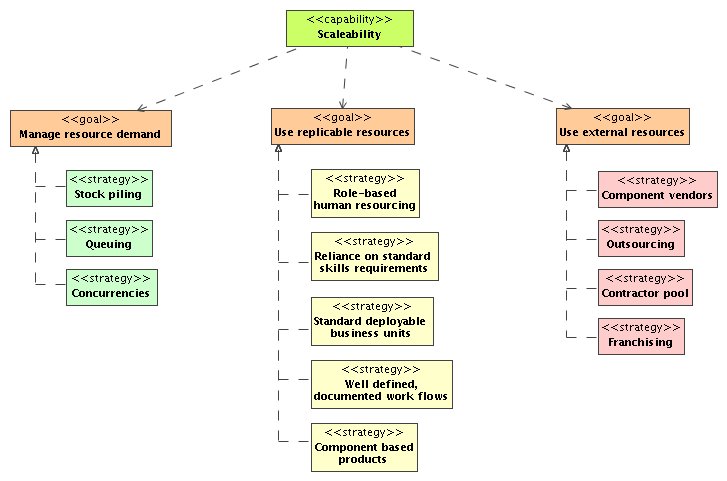 <<capability>>
Scaleability
<<goal>>
Manage resource demand
<<strategy>>
Stock piling
<<strategy>>
Queuing
<<strategy>>
Concurrencies
<<goal>>
Use replicable resources
<<strategy>>
Role-based
human resourcing
<<strategy>>
Reliance on standard
skills requirements
<<strategy>>
Standard deployable
business units
<<strategy>>
Well defined,
documented work flows
<<strategy>>
Component based
products
<<goal>>
Use external resources
<<strategy>>
Component vendors
<<strategy>>
Outsourcing
<<strategy>>
Contractor pool
<<strategy>>
Franchising